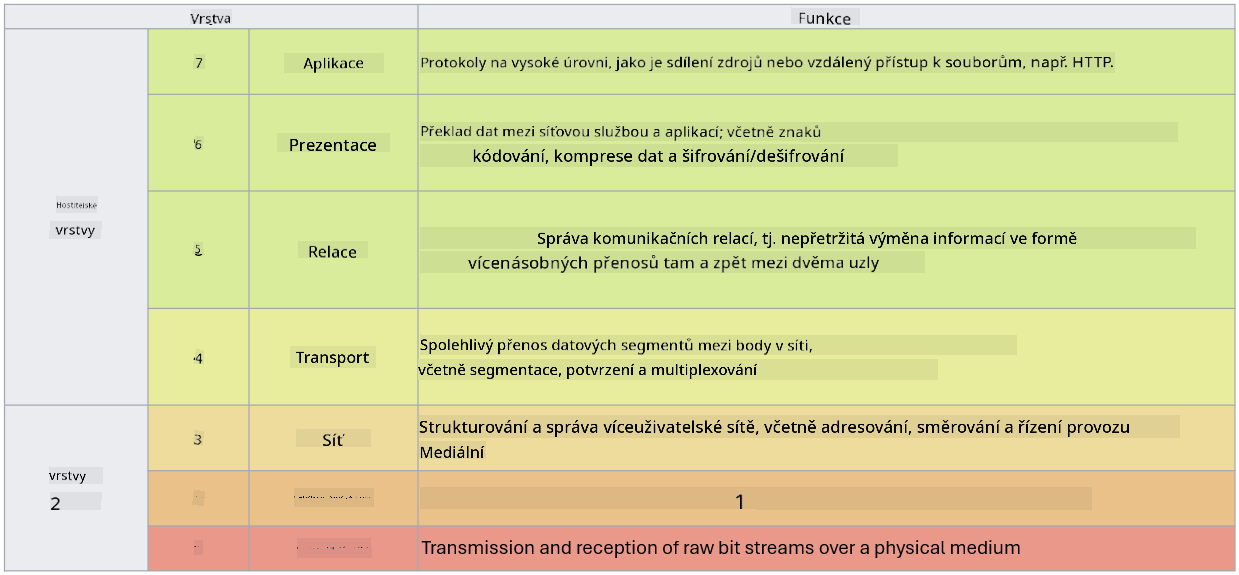 Vrstva
Funkce
7
Aplikace
Protokoly na vysoké úrovni, jako je sdílení zdrojů nebo vzdálený přístup k souborům, např. HTTP.
6
Prezentace
Překlad dat mezi síťovou službou a aplikací; včetně znaků
kódování, komprese dat a šifrování/dešifrování
Hostitelské
vrstvy
5
Relace
Správa komunikačních relací, tj. nepřetržitá výměna informací ve formě
vícenásobných přenosů tam a zpět mezi dvěma uzly
4
Transport
Spolehlivý přenos datových segmentů mezi body v síti,
včetně segmentace, potvrzení a multiplexování
3
Síť
Strukturování a správa víceuživatelské sítě, včetně adresování, směrování a řízení provozu
Mediální
vrstvy
2
1
Transmission and reception of raw bit streams over a physical medium